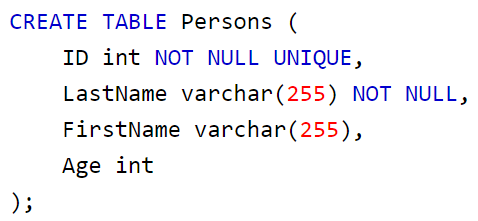 CREATE TABLE Persons (
    ID int NOT NULL UNIQUE,
    LastName varchar(255) NOT NULL,
    FirstName varchar(255),
    Age int
);